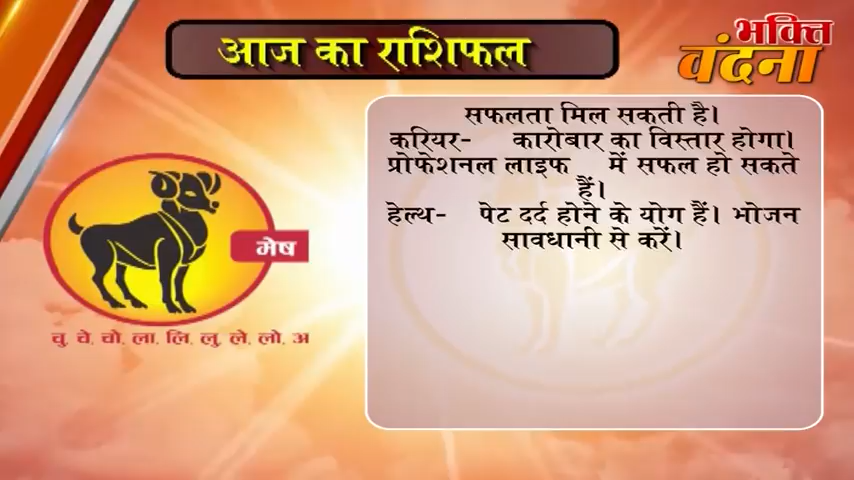 आज का राशिफल
भक्ति
वंदना
सफलता मिल सकती है।
करियर- कारोबार का विस्तार होगा।
प्रोफेशनल लाइफ में सफल हो सकते
हैं।
हेल्थ- पेट दर्द होने के योग हैं। भोजन
सावधानी से करें।
मेष
चु, चे, चो, ला, लि, लु, ले, लो, अ